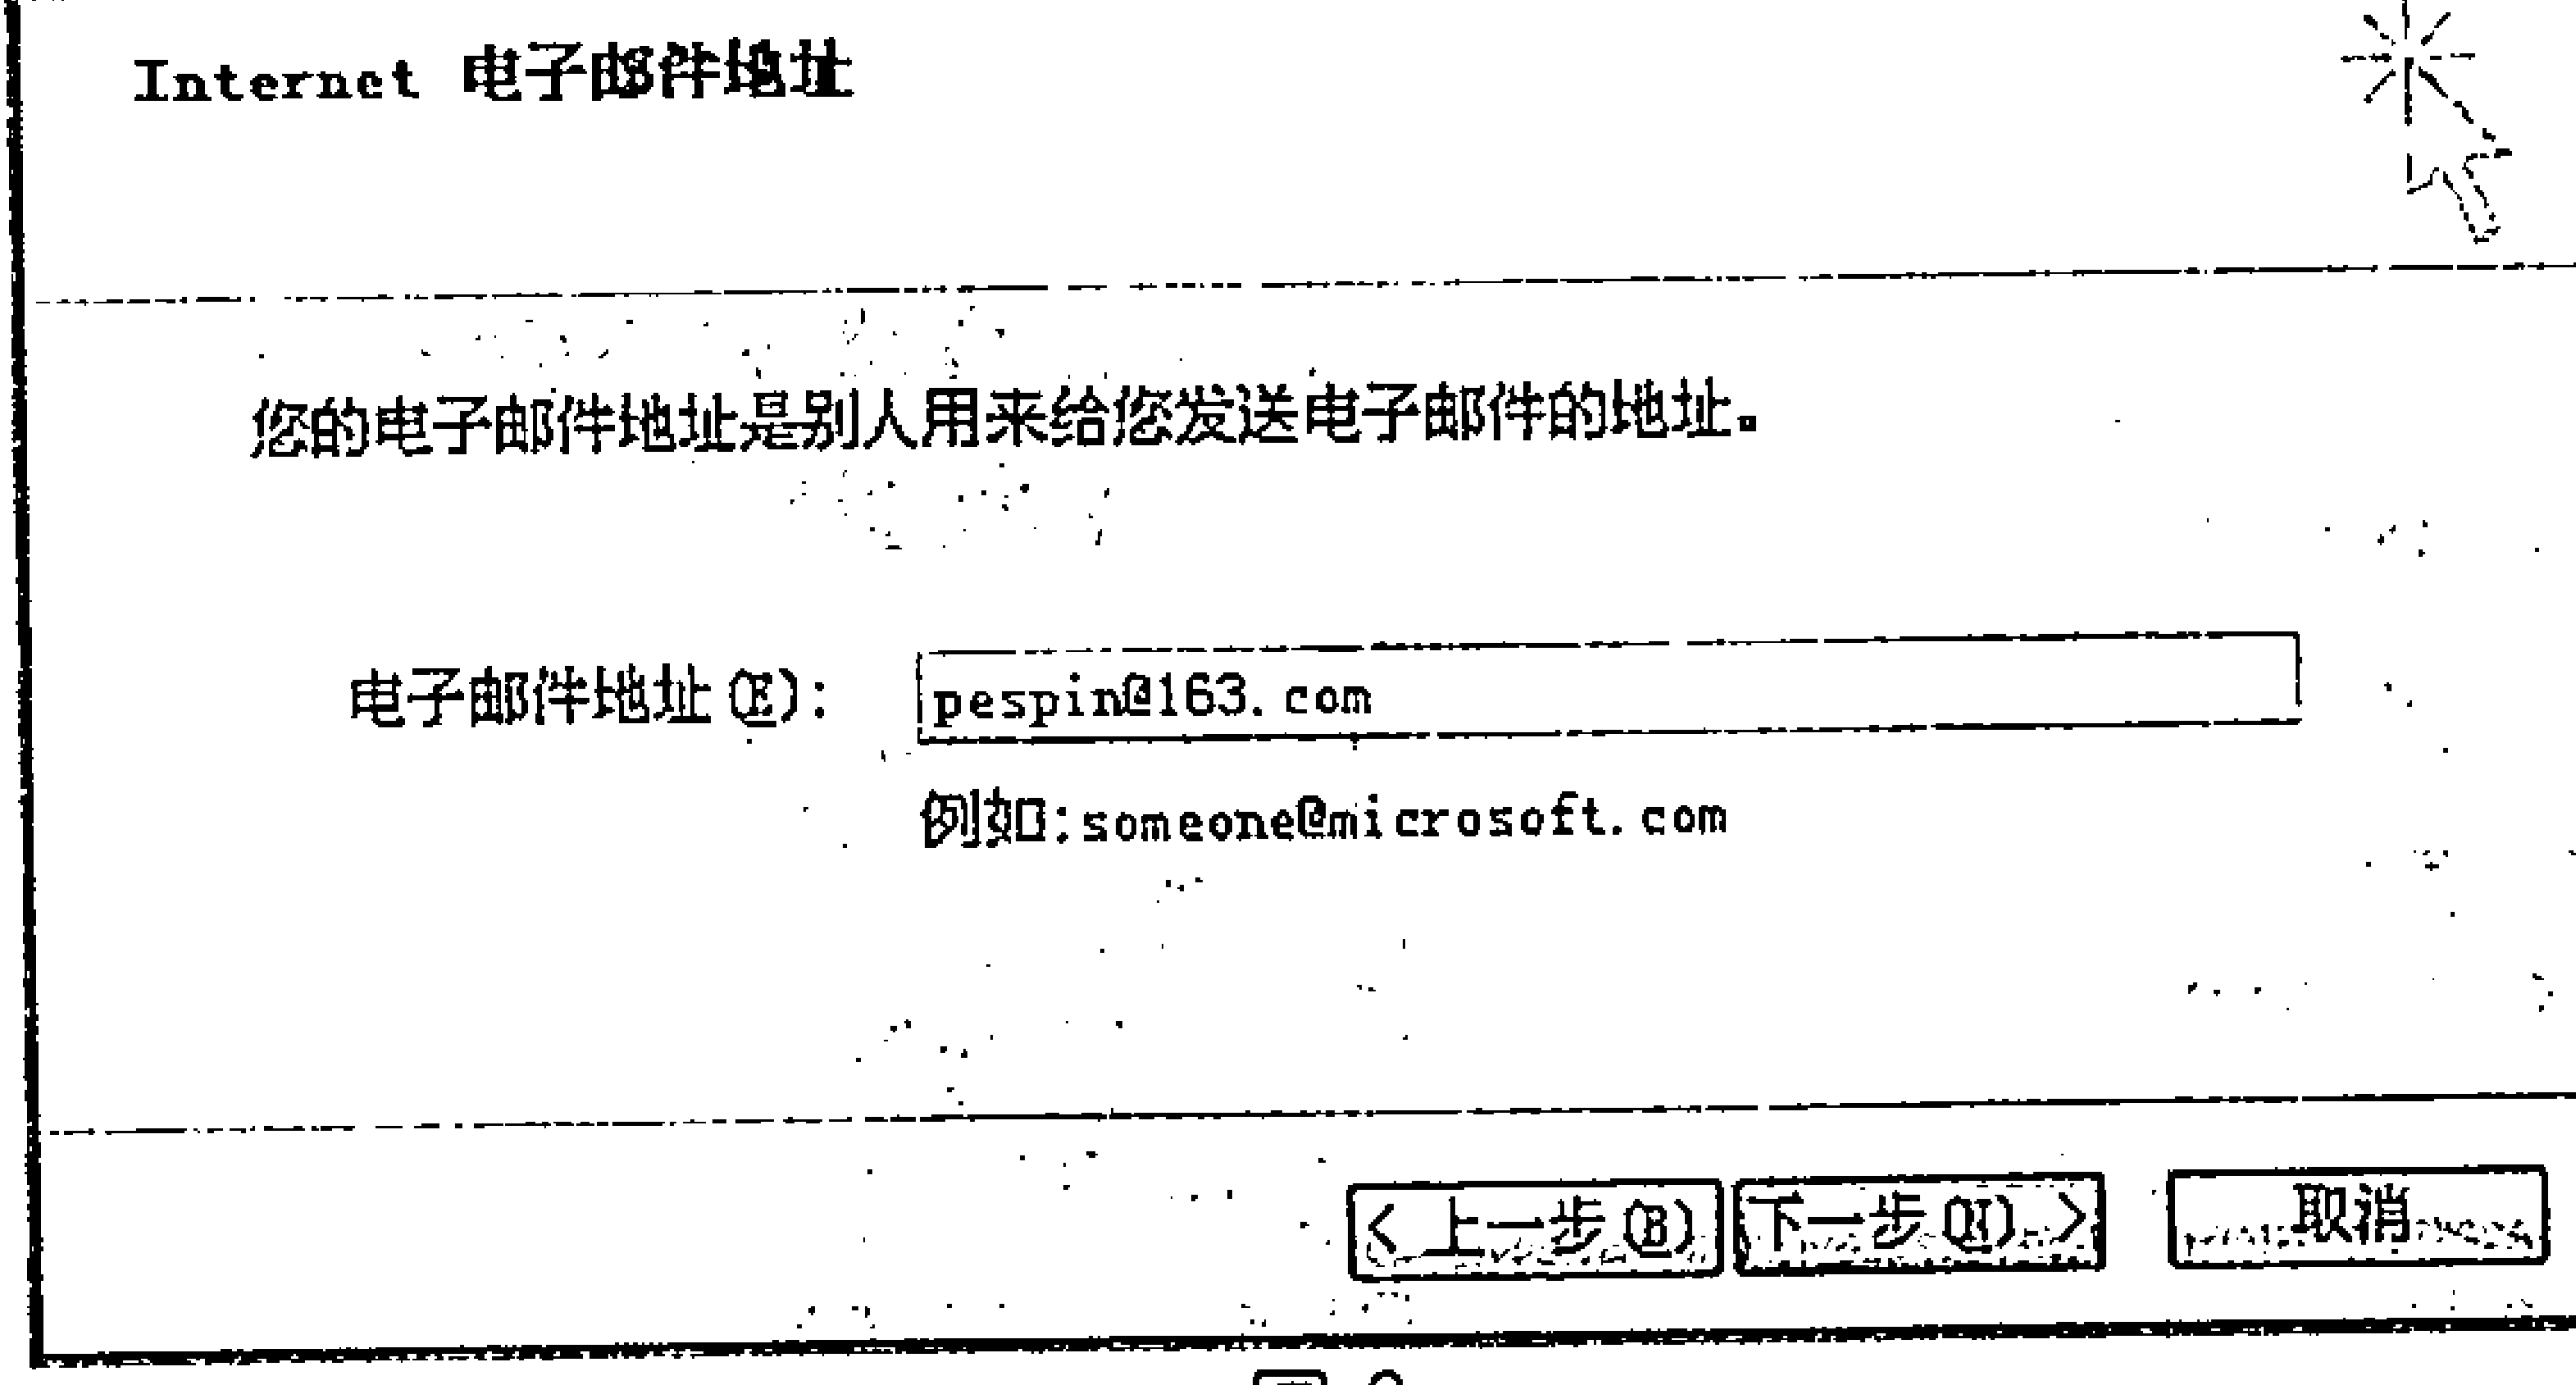 Internet 电子邮件地址
您的电子邮件地址是别人用来给您发送电子邮件的地址。
电子邮件地址(E): pespin@163.com
例如:someone@microsoft.com
< 上一步(B) 下一步(N) > 取消